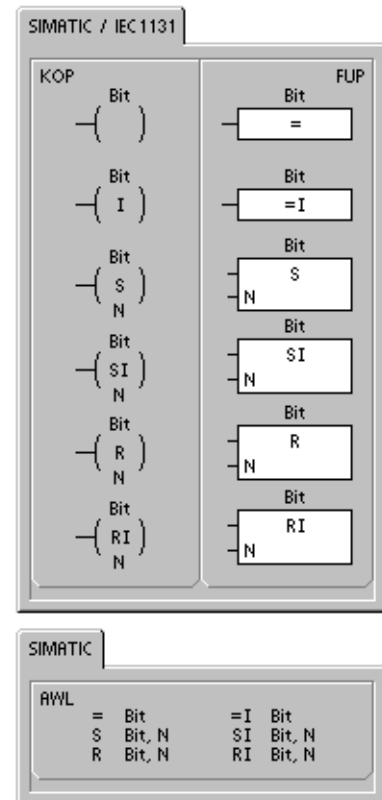 SIMATIC / IEC1131
KOP FUP
Bit Bit
( ) =
Bit Bit
( I ) =I
Bit Bit
( S ) S
N N
Bit Bit
( SI ) SI
N N
Bit Bit
( R ) R
N N
Bit Bit
( RI ) RI
N N
SIMATIC
AWL
= Bit =I Bit
S Bit, N SI Bit, N
R Bit, N RI Bit, N